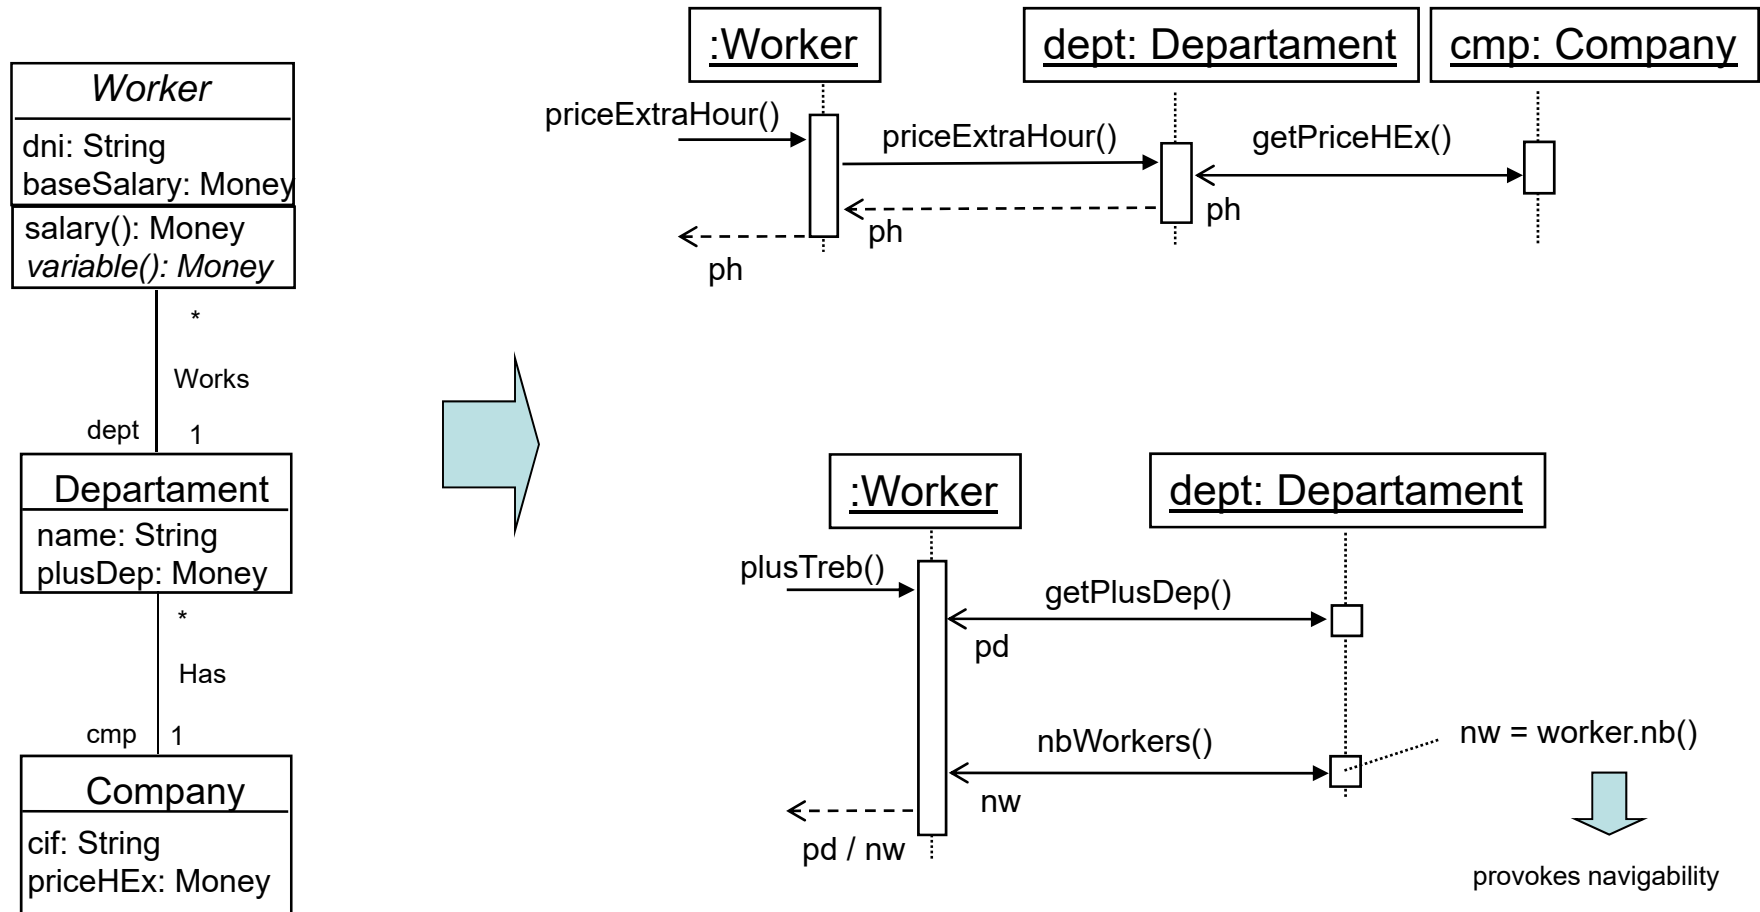 Worker
dni: String
baseSalary: Money
salary(): Money
variable(): Money
*
Works
dept
1
Departament
name: String
plusDep: Money
*
Has
cmp
1
Company
cif: String
priceHEx: Money
:Worker
dept: Departament
cmp: Company
priceExtraHour()
priceExtraHour()
getPriceHEx()
ph
ph
ph
:Worker
dept: Departament
plusTreb()
getPlusDep()
pd
nbWorkers()
nw = worker.nb()
nw
pd / nw
provokes navigability